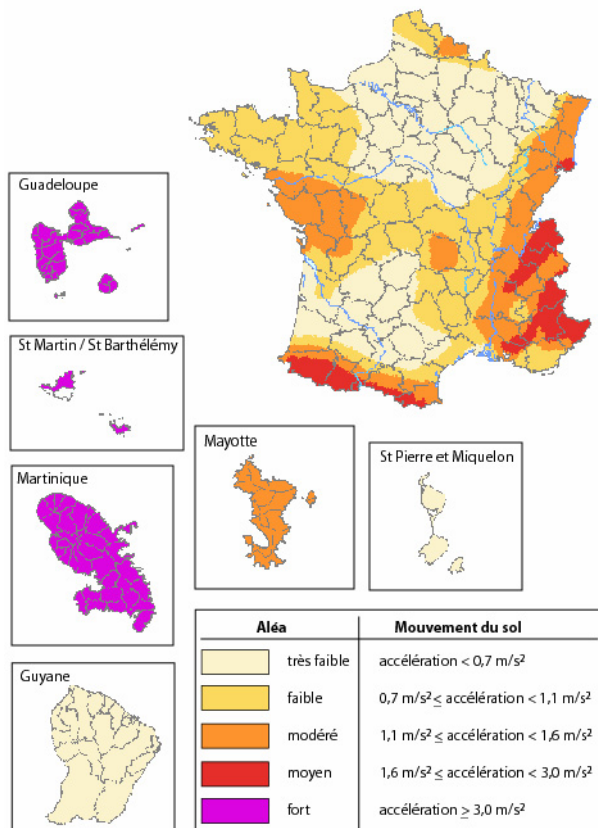 Guadeloupe
St Martin / St Barthélémy
Martinique
Guyane
Mayotte
St Pierre et Miquelon
Aléa Mouvement du sol
très faible accélération < 0,7 m/s²
faible 0,7 m/s² ≤ accélération < 1,1 m/s²
modéré 1,1 m/s² ≤ accélération < 1,6 m/s²
moyen 1,6 m/s² ≤ accélération < 3,0 m/s²
fort accélération ≥ 3,0 m/s²